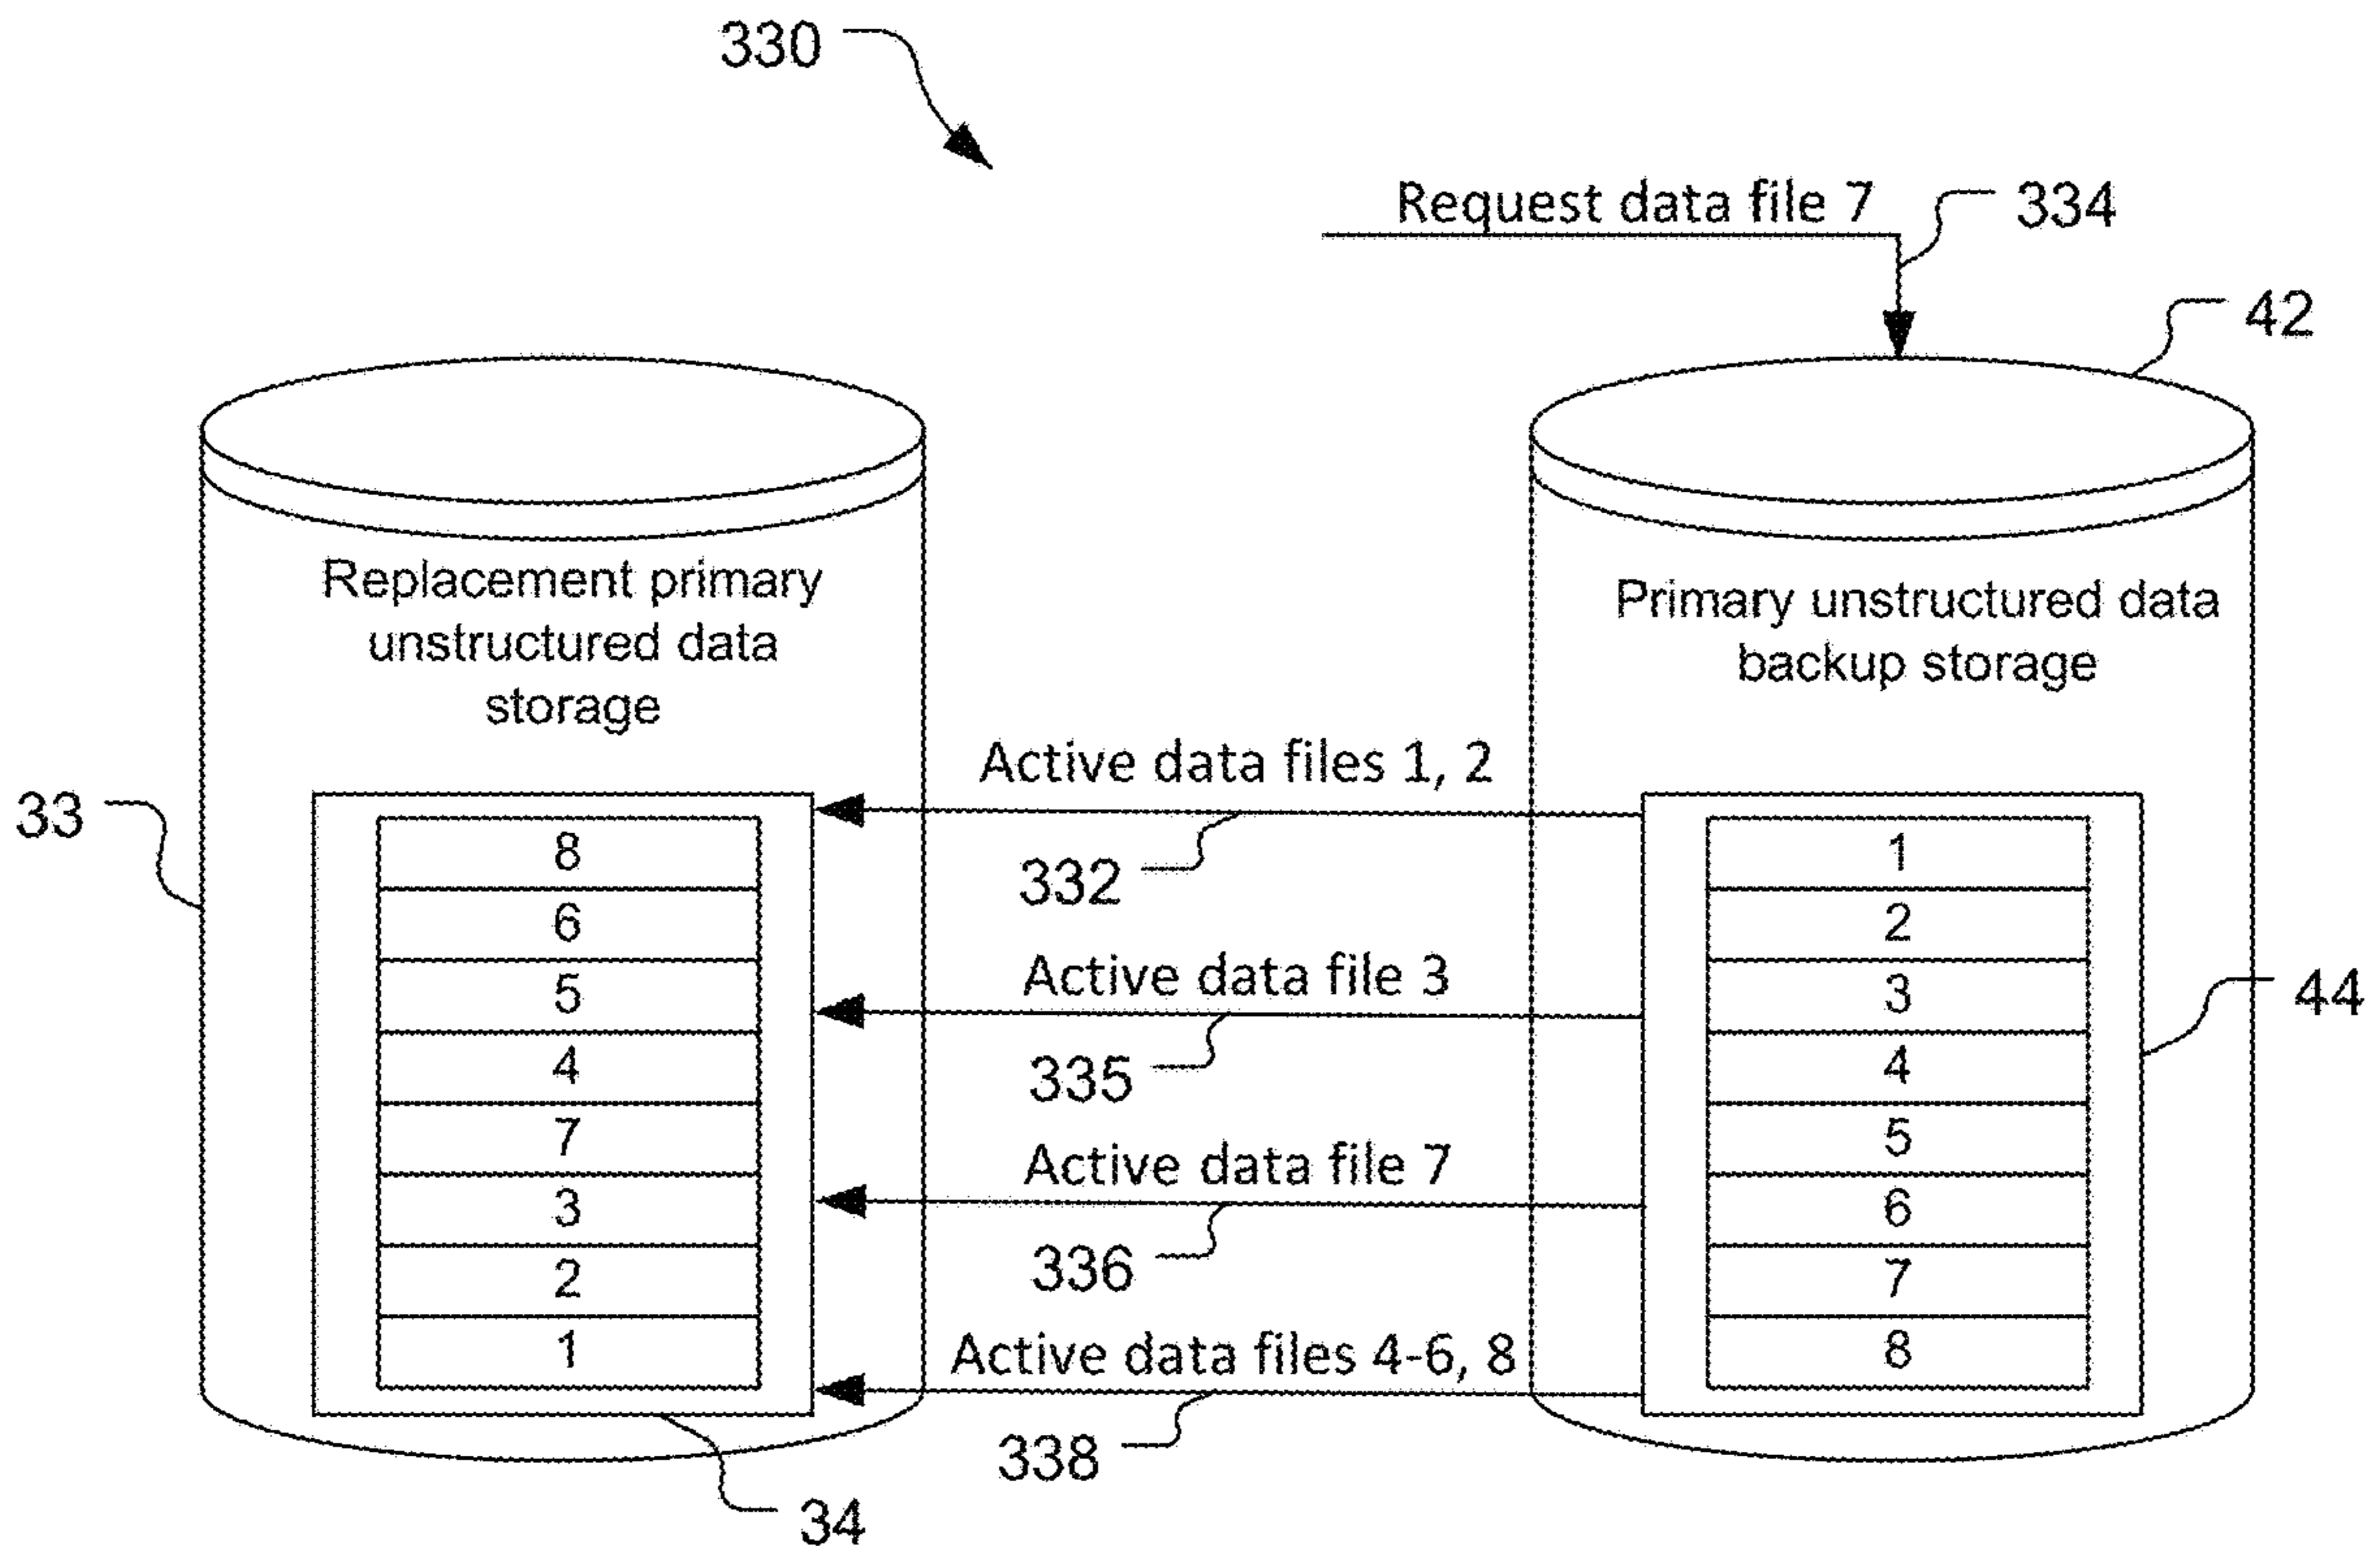 330
Request data file 7
334
42
Replacement primary
unstructured data
storage
Primary unstructured data
backup storage
Active data files 1, 2
33
332
8
6
5
4
7
3
2
1
Active data file 3
335
Active data file 7
336
Active data files 4-6, 8
338
34
1
2
3
4
5
6
7
8
44